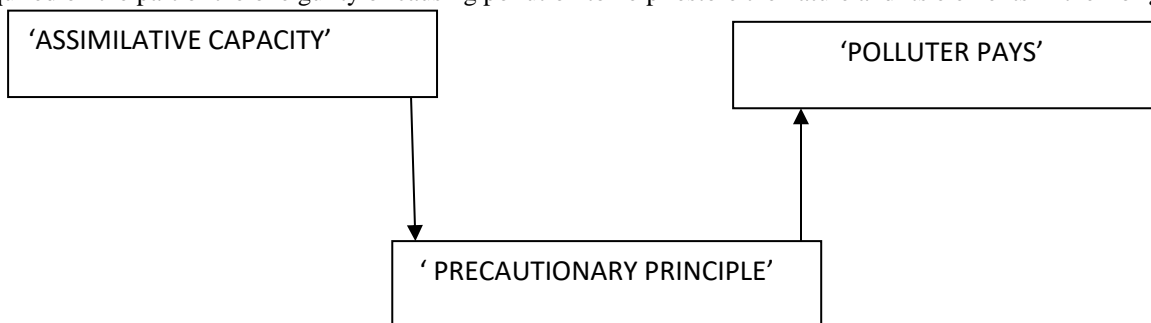 ‘ASSIMILATIVE CAPACITY’
‘POLLUTER PAYS’
‘ PRECAUTIONARY PRINCIPLE’